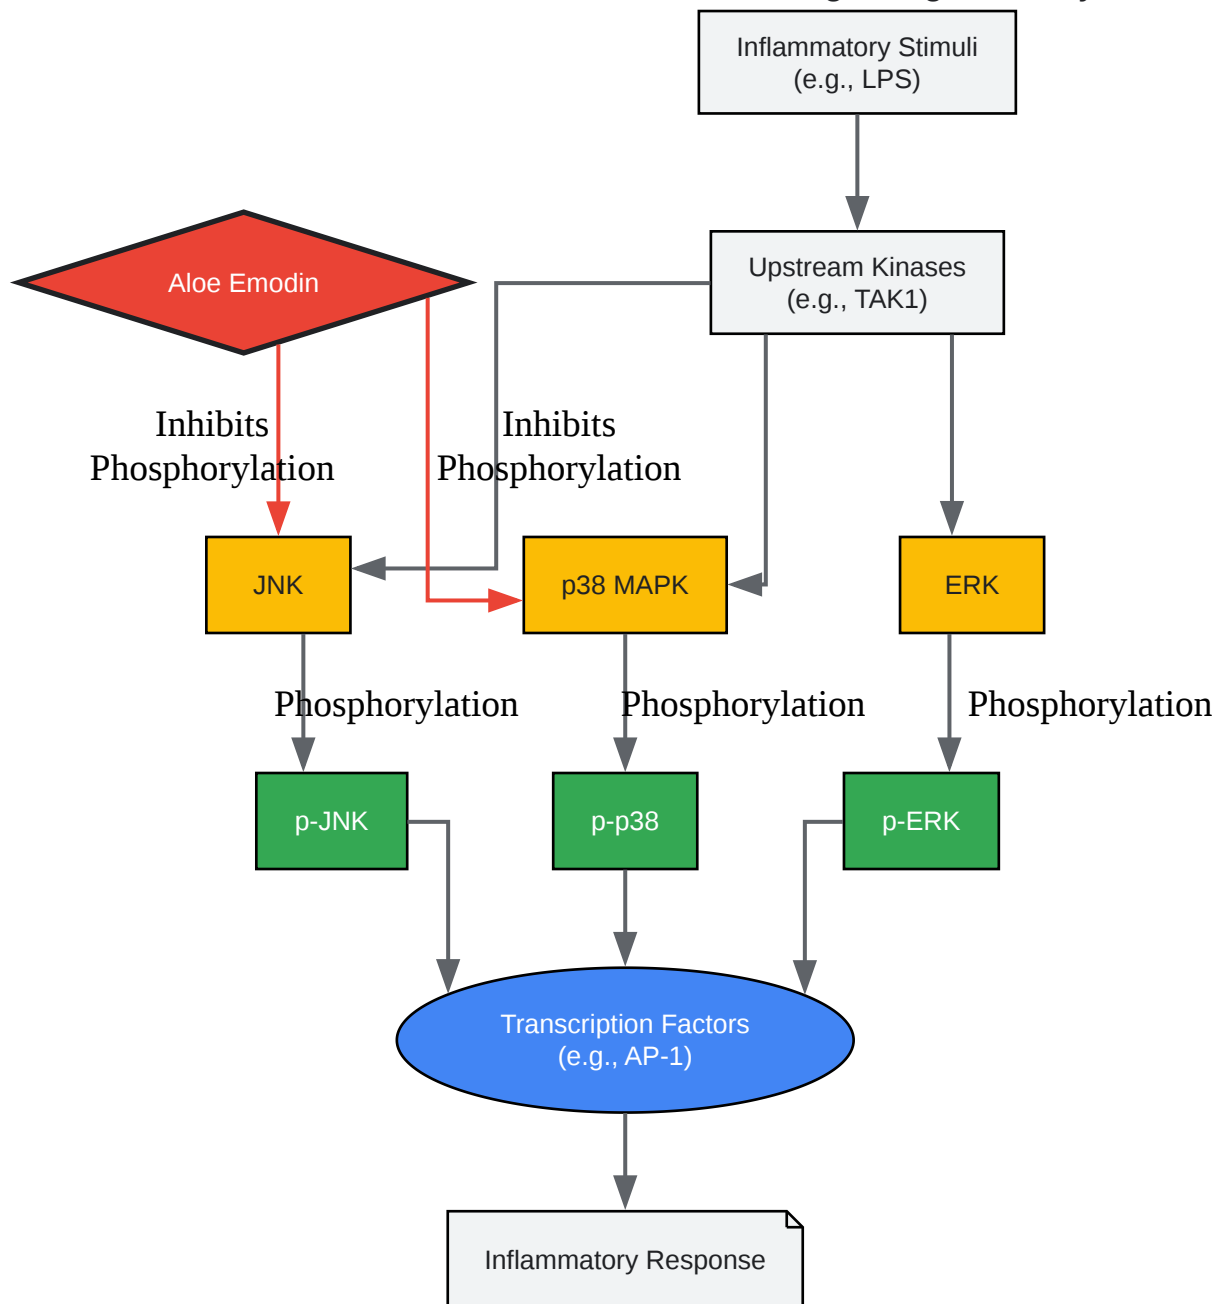 Inflammatory Stimuli
(e.g., LPS)
Upstream Kinases
(e.g., TAK1)
Aloe Emodin
Inhibits
Phosphorylation
Inhibits
Phosphorylation
JNK
p38 MAPK
ERK
Phosphorylation
Phosphorylation
Phosphorylation
p-JNK
p-p38
p-ERK
Transcription Factors
(e.g., AP-1)
Inflammatory Response